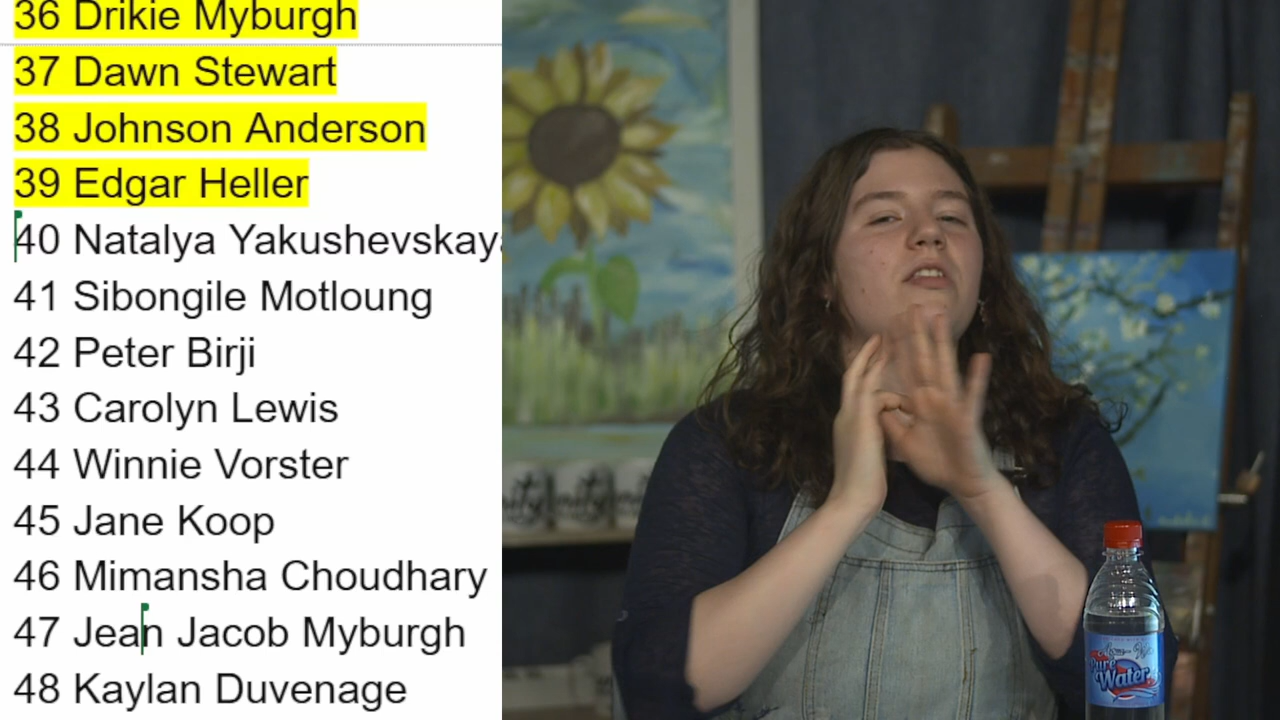 36 Drikie Myburgh
37 Dawn Stewart
38 Johnson Anderson
39 Edgar Heller
40 Natalya Yakushevskaya
41 Sibongile Motloung
42 Peter Birji
43 Carolyn Lewis
44 Winnie Vorster
45 Jane Koop
46 Mimansha Choudhary
47 Jean Jacob Myburgh
48 Kaylan Duvenage
Pure
Water